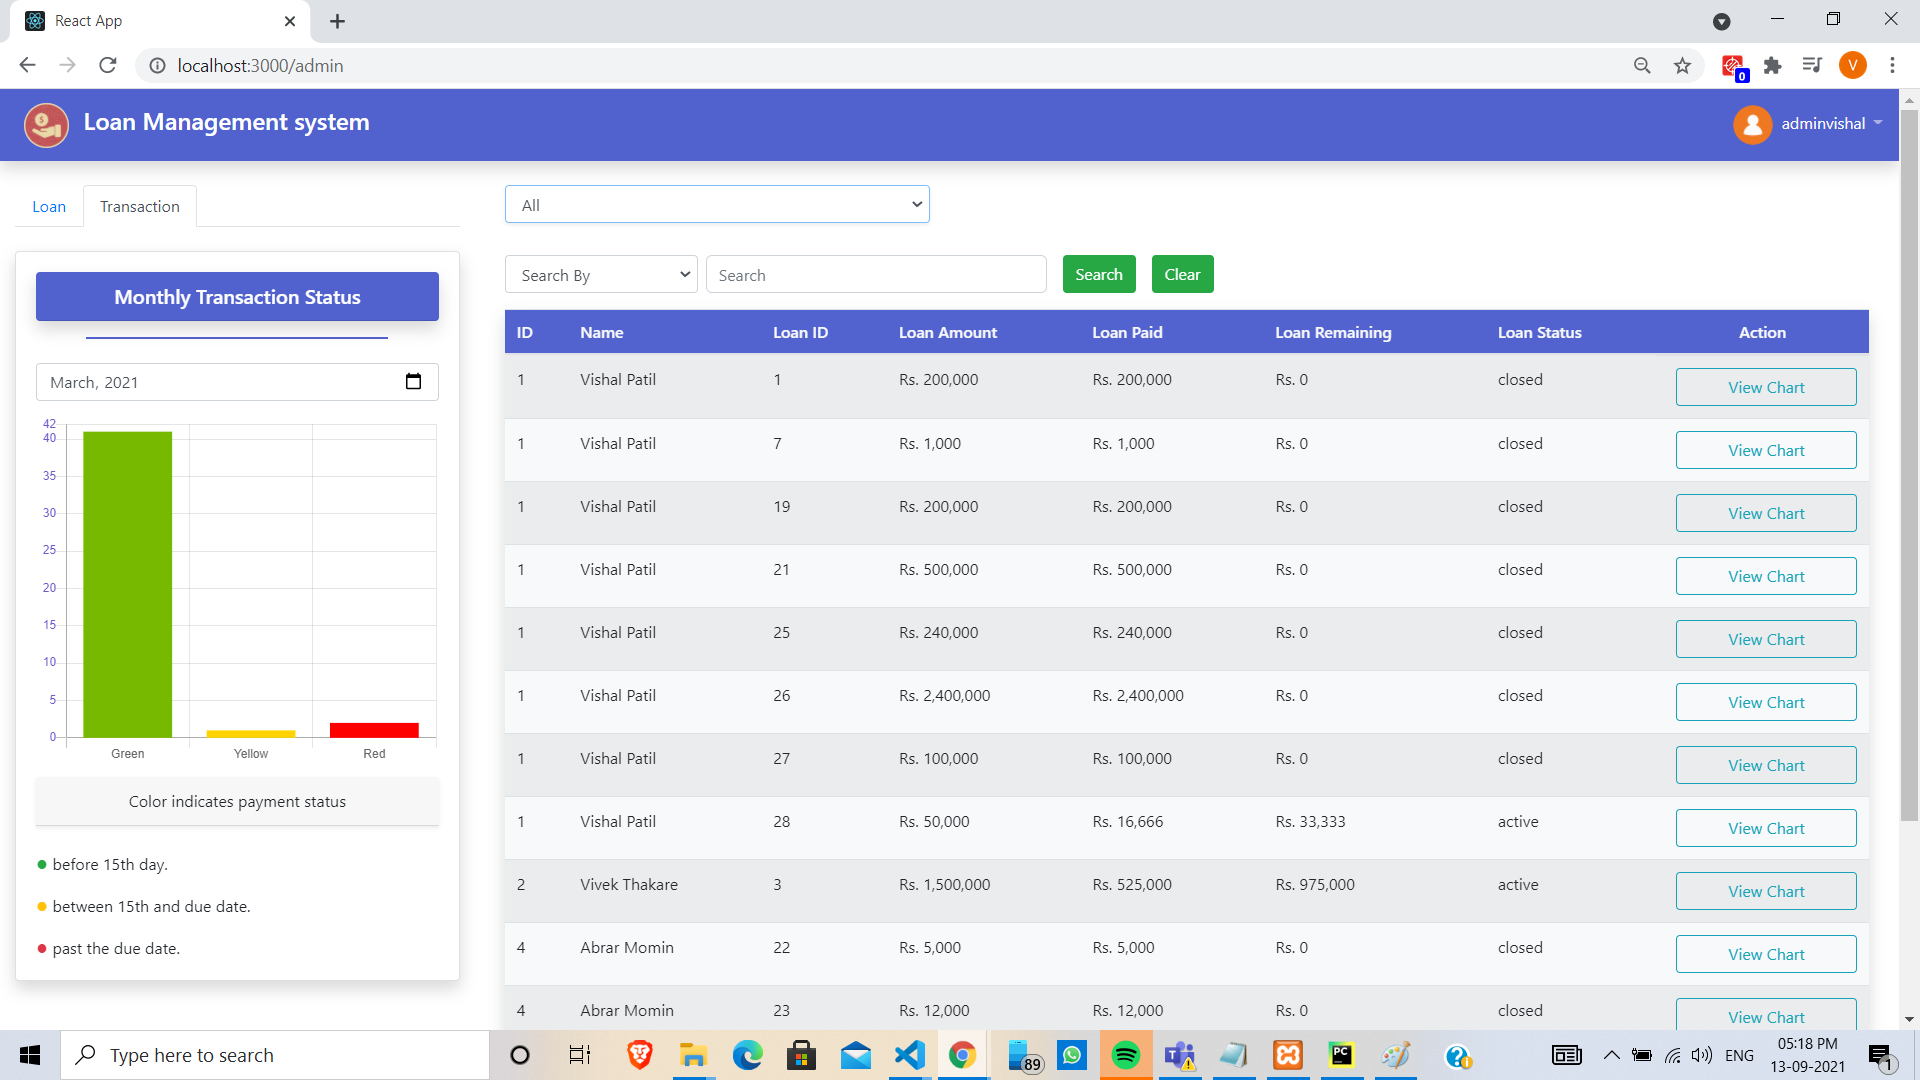 React App
localhost:3000/admin
0
V
Loan Management system
adminvishal
Loan
Transaction
All
Search By
Search
Search
Clear
Monthly Transaction Status
March, 2021
42
40
35
30
25
20
15
10
5
0
Green Yellow Red
Color indicates payment status
before 15th day.
between 15th and due date.
past the due date.
ID Name Loan ID Loan Amount Loan Paid Loan Remaining Loan Status Action
1 Vishal Patil 1 Rs. 200,000 Rs. 200,000 Rs. 0 closed View Chart
1 Vishal Patil 7 Rs. 1,000 Rs. 1,000 Rs. 0 closed View Chart
1 Vishal Patil 19 Rs. 200,000 Rs. 200,000 Rs. 0 closed View Chart
1 Vishal Patil 21 Rs. 500,000 Rs. 500,000 Rs. 0 closed View Chart
1 Vishal Patil 25 Rs. 240,000 Rs. 240,000 Rs. 0 closed View Chart
1 Vishal Patil 26 Rs. 2,400,000 Rs. 2,400,000 Rs. 0 closed View Chart
1 Vishal Patil 27 Rs. 100,000 Rs. 100,000 Rs. 0 closed View Chart
1 Vishal Patil 28 Rs. 50,000 Rs. 16,666 Rs. 33,333 active View Chart
2 Vivek Thakare 3 Rs. 1,500,000 Rs. 525,000 Rs. 975,000 active View Chart
4 Abrar Momin 22 Rs. 5,000 Rs. 5,000 Rs. 0 closed View Chart
4 Abrar Momin 23 Rs. 12,000 Rs. 12,000 Rs. 0 closed View Chart
Type here to search
89
PC
ENG
05:18 PM
13-09-2021
1